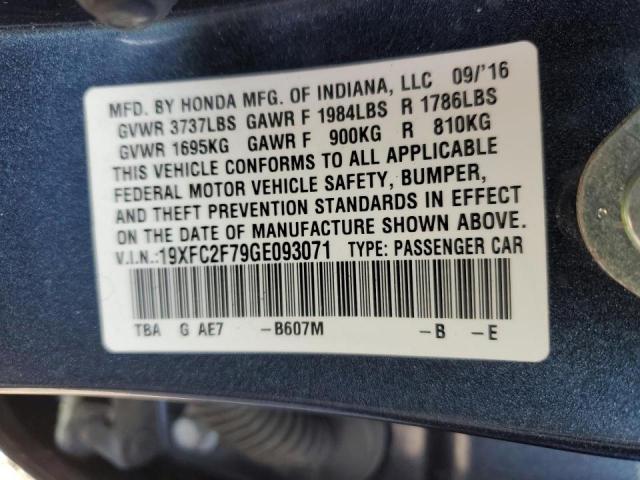 MFD. BY HONDA MFG. OF INDIANA, LLC 09/'16
GVWR 3737LBS GAWR F 1984LBS R 1786LBS
GVWR 1695KG GAWR F 900KG R 810KG
THIS VEHICLE CONFORMS TO ALL APPLICABLE
FEDERAL MOTOR VEHICLE SAFETY, BUMPER,
AND THEFT PREVENTION STANDARDS IN EFFECT
ON THE DATE OF MANUFACTURE SHOWN ABOVE.
V.I.N.:19XFC2F79GE093071 TYPE: PASSENGER CAR
TBA G AE7 -B607M -B -E